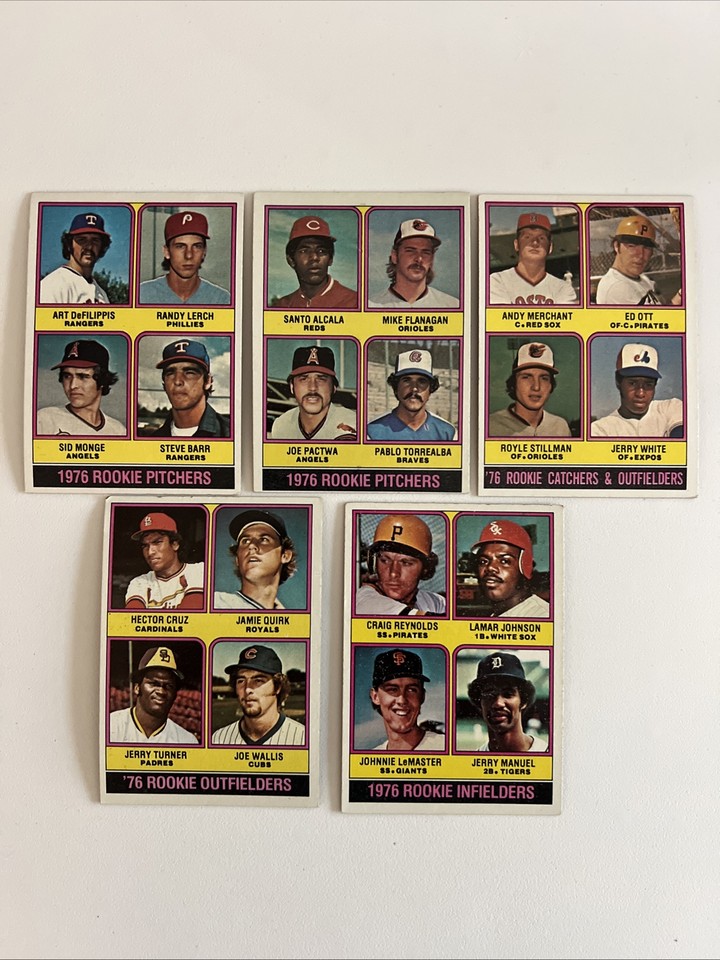 ART DeFILIPPIS
RANGERS
RANDY LERCH
PHILLIES
SID MONGE
ANGELS
STEVE BARR
RANGERS
1976 ROOKIE PITCHERS
SANTO ALCALA
REDS
MIKE FLANAGAN
ORIOLES
JOE PACTWA
ANGELS
PABLO TORREALBA
BRAVES
1976 ROOKIE PITCHERS
ANDY MERCHANT
C•RED SOX
ED OTT
OF-C•PIRATES
ROYLE STILLMAN
OF•ORIOLES
JERRY WHITE
OF•EXPOS
'76 ROOKIE CATCHERS & OUTFIELDERS
HECTOR CRUZ
CARDINALS
JAMIE QUIRK
ROYALS
JERRY TURNER
PADRES
JOE WALLIS
CUBS
'76 ROOKIE OUTFIELDERS
CRAIG REYNOLDS
SS•PIRATES
LAMAR JOHNSON
1B•WHITE SOX
JOHNNIE LeMASTER
SS•GIANTS
JERRY MANUEL
2B•TIGERS
1976 ROOKIE INFIELDERS